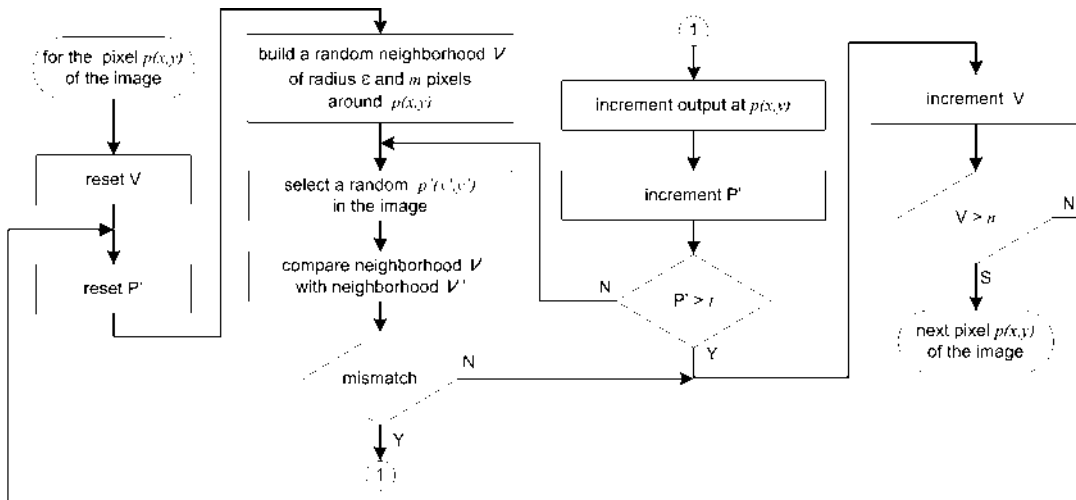 for the pixel p(x,y)
of the image
reset V
reset P'
build a random neighborhood V
of radius ε and m pixels
around p(x,y)
select a random p'(x',y')
in the image
compare neighborhood V
with neighborhood V'
mismatch
N
Y
1
1
increment output at p(x,y)
increment P'
P' > t
N
Y
increment V
V > n
N
S
next pixel p(x,y)
of the image